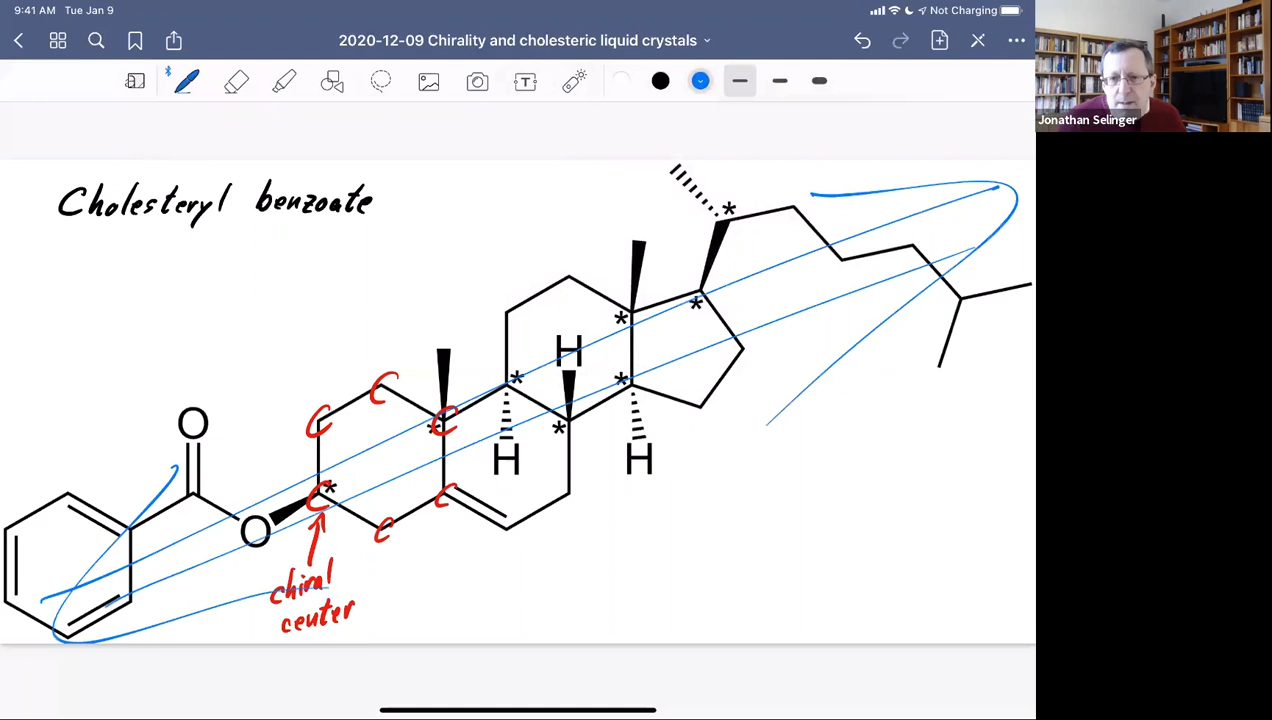 9:41 AM Tue Jan 9
Not Charging
2020-12-09 Chirality and cholesteric liquid crystals
T
Jonathan Selinger
Cholesteryl benzoate
*
*
*
H
*
*
C
C
C
*
*
O
H
H
C
*
C
C
O
chiral
center